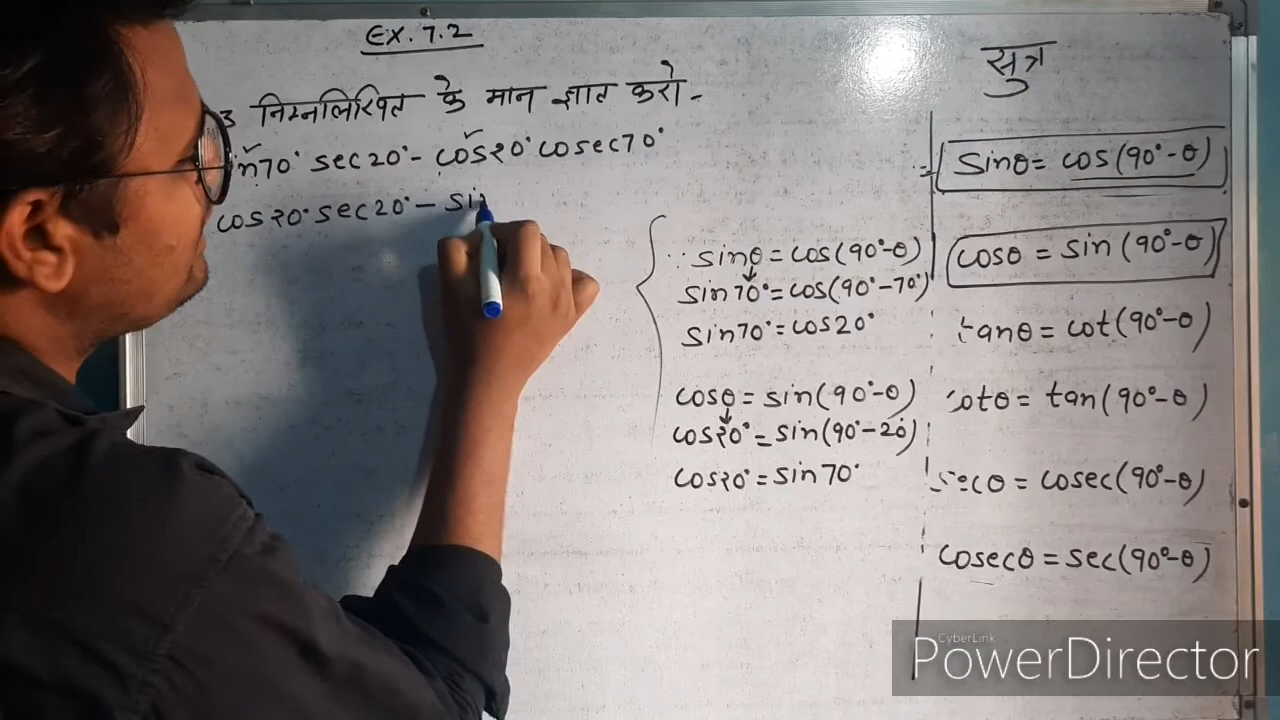 EX. 7.2
3 निम्नलिखित के मान ज्ञात करो-
in70° sec20° - cos20° cosec70°
cos20° sec20° - sin
∵ sinθ = cos(90°-θ)
sin70° = cos(90°-70°)
sin70° = cos20°
cosθ = sin(90°-θ)
cos20° = sin(90°-20°)
cos20° = sin70°
सुत्र
= sinθ = cos(90°-θ)
cosθ = sin(90°-θ)
tanθ = cot(90°-θ)
cotθ = tan(90°-θ)
secθ = cosec(90°-θ)
cosecθ = sec(90°-θ)
CyberLink
PowerDirector